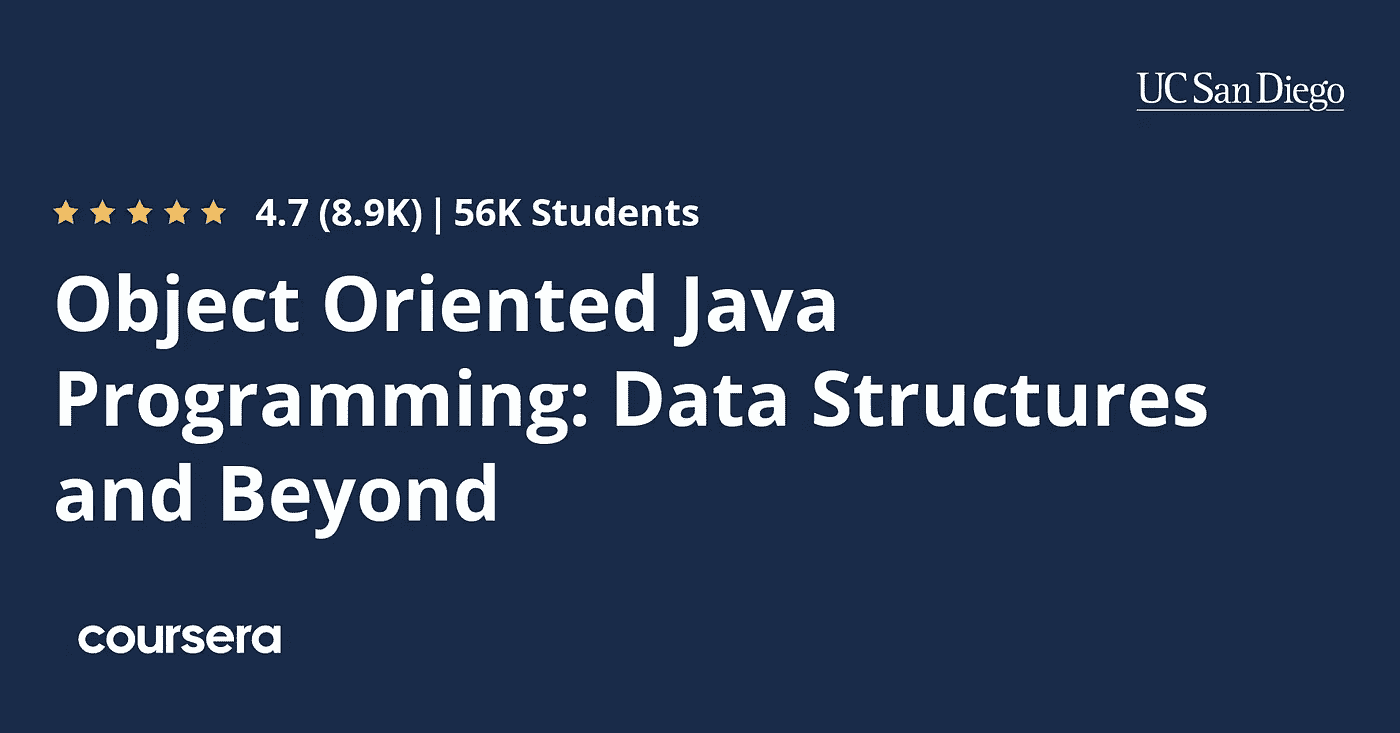 UC San Diego
4.7 (8.9K) | 56K Students
Object Oriented Java
Programming: Data Structures
and Beyond
coursera